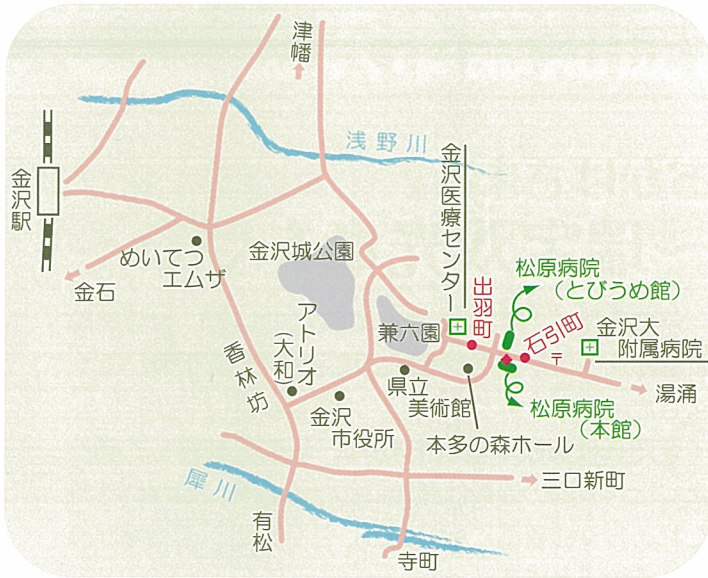 津幡
浅野川
金沢駅
金沢医療センター
めいてつ
エムザ
金沢城公園
金石
松原病院
(とびうめ館)
出羽町
石引町
〒
金沢大
附属病院
兼六園
アトリオ
(大和)
香林坊
県立
美術館
湯涌
松原病院
(本館)
金沢
市役所
本多の森ホール
犀川
三口新町
有松
寺町